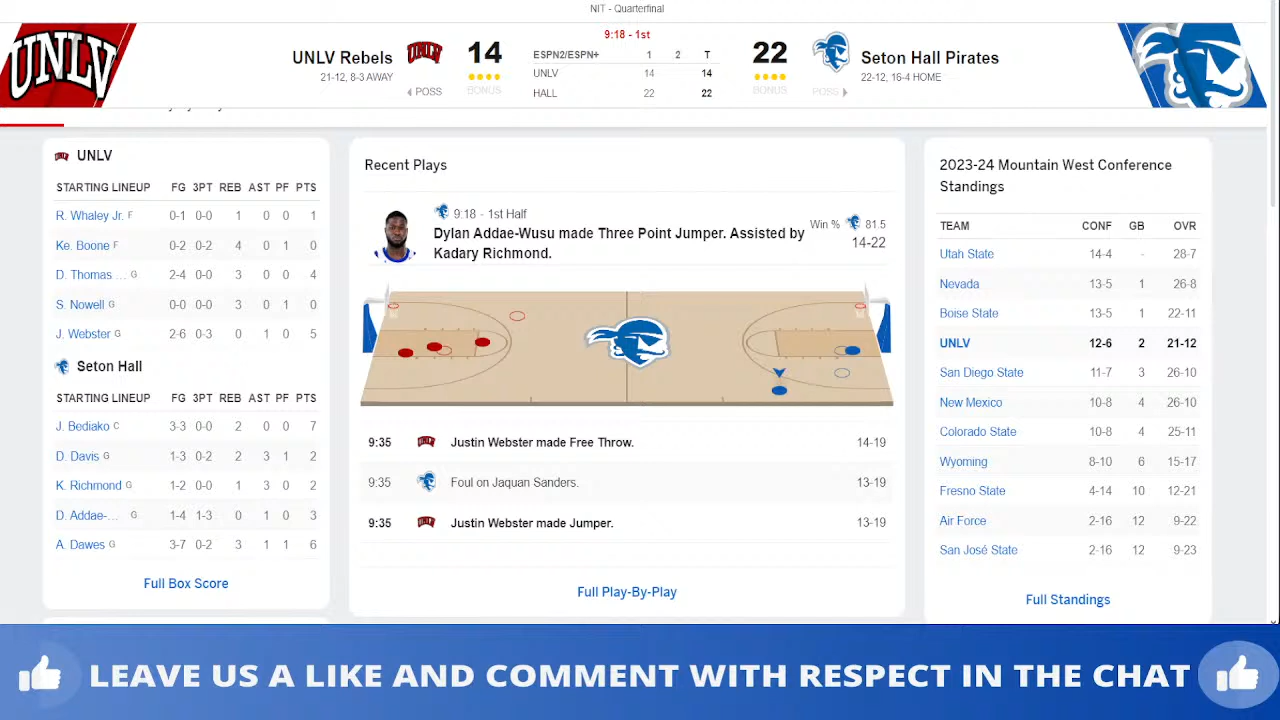 NIT - Quarterfinal
UNLV
UNLV Rebels
21-12, 8-3 AWAY
UNLV
14
POSS
BONUS
9:18 - 1st
ESPN2/ESPN+ 1 2 T
UNLV 14 14
HALL 22 22
22
BONUS
Seton Hall Pirates
22-12, 16-4 HOME
POSS
UNLV
STARTING LINEUP FG 3PT REB AST PF PTS
R. Whaley Jr. F 0-1 0-0 1 0 0 1
Ke. Boone F 0-2 0-2 4 0 1 0
D. Thomas ... G 2-4 0-0 3 0 0 4
S. Nowell G 0-0 0-0 3 0 1 0
J. Webster G 2-6 0-3 0 1 0 5
Seton Hall
STARTING LINEUP FG 3PT REB AST PF PTS
J. Bediako C 3-3 0-0 2 0 0 7
D. Davis G 1-3 0-2 2 3 1 2
K. Richmond G 1-2 0-0 1 3 0 2
D. Addae-... G 1-4 1-3 0 1 0 3
A. Dawes G 3-7 0-2 3 1 1 6
Full Box Score
Recent Plays
9:18 - 1st Half
Dylan Addae-Wusu made Three Point Jumper. Assisted by
Kadary Richmond.
Win % 81.5
14-22
9:35 Justin Webster made Free Throw. 14-19
9:35 Foul on Jaquan Sanders. 13-19
9:35 Justin Webster made Jumper. 13-19
Full Play-By-Play
2023-24 Mountain West Conference
Standings
TEAM CONF GB OVR
Utah State 14-4 - 28-7
Nevada 13-5 1 26-8
Boise State 13-5 1 22-11
UNLV 12-6 2 21-12
San Diego State 11-7 3 26-10
New Mexico 10-8 4 26-10
Colorado State 10-8 4 25-11
Wyoming 8-10 6 15-17
Fresno State 4-14 10 12-21
Air Force 2-16 12 9-22
San José State 2-16 12 9-23
Full Standings
LEAVE US A LIKE AND COMMENT WITH RESPECT IN THE CHAT